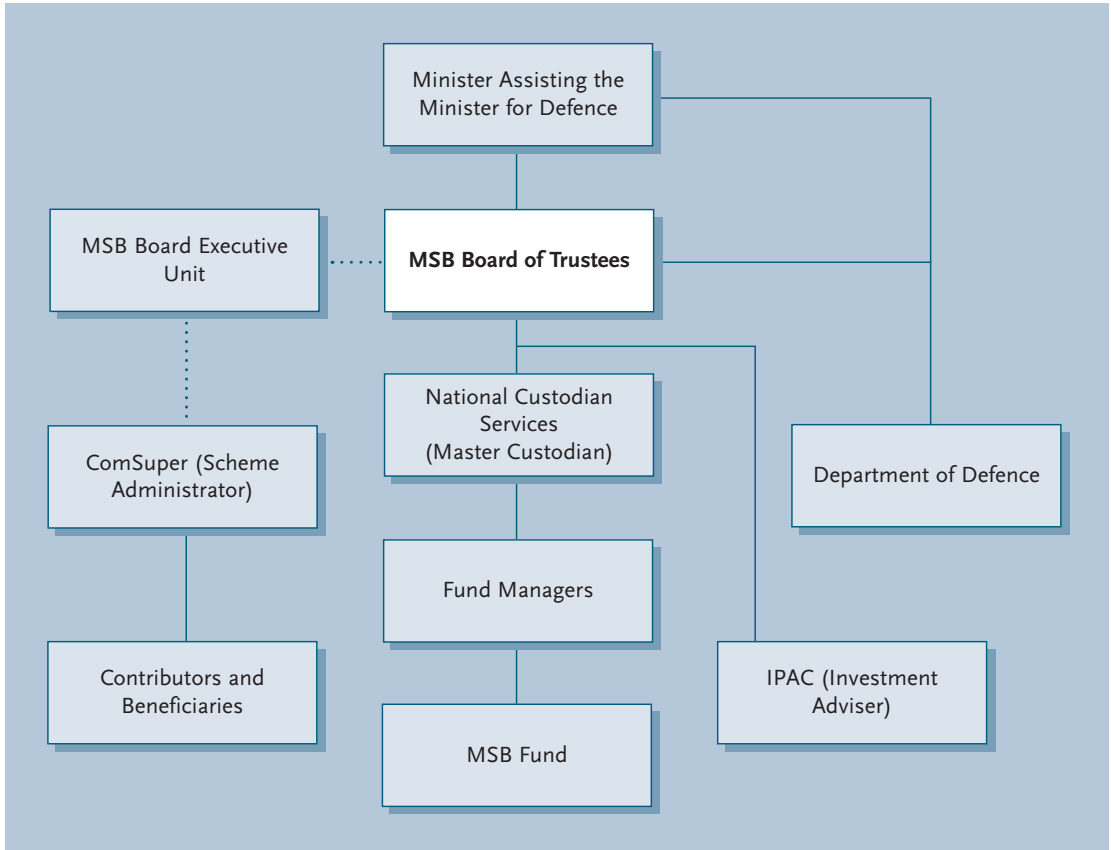 Minister Assisting the
Minister for Defence
MSB Board Executive
Unit
MSB Board of Trustees
National Custodian
Services
(Master Custodian)
ComSuper (Scheme
Administrator)
Department of Defence
Fund Managers
Contributors and
Beneficiaries
IPAC (Investment
Adviser)
MSB Fund